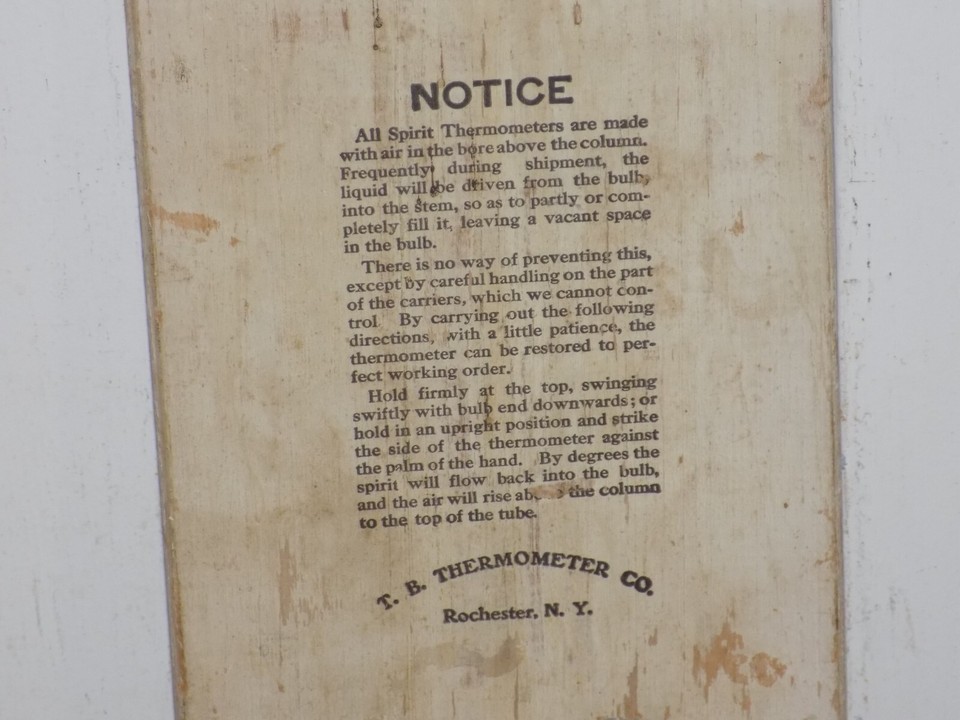 NOTICE
All Spirit Thermometers are made
with air in the bore above the column.
Frequently during shipment, the
liquid will be driven from the bulb,
into the stem, so as to partly or com-
pletely fill it, leaving a vacant space
in the bulb.
There is no way of preventing this,
except by careful handling on the part
of the carriers, which we cannot con-
trol. By carrying out the following
directions, with a little patience, the
thermometer can be restored to per-
fect working order.
Hold firmly at the top, swinging
swiftly with bulb end downwards; or
hold in an upright position and strike
the side of the thermometer against
the palm of the hand. By degrees the
spirit will flow back into the bulb,
and the air will rise the column
to the top of the tube.
T. B. THERMOMETER CO.
Rochester, N. Y.